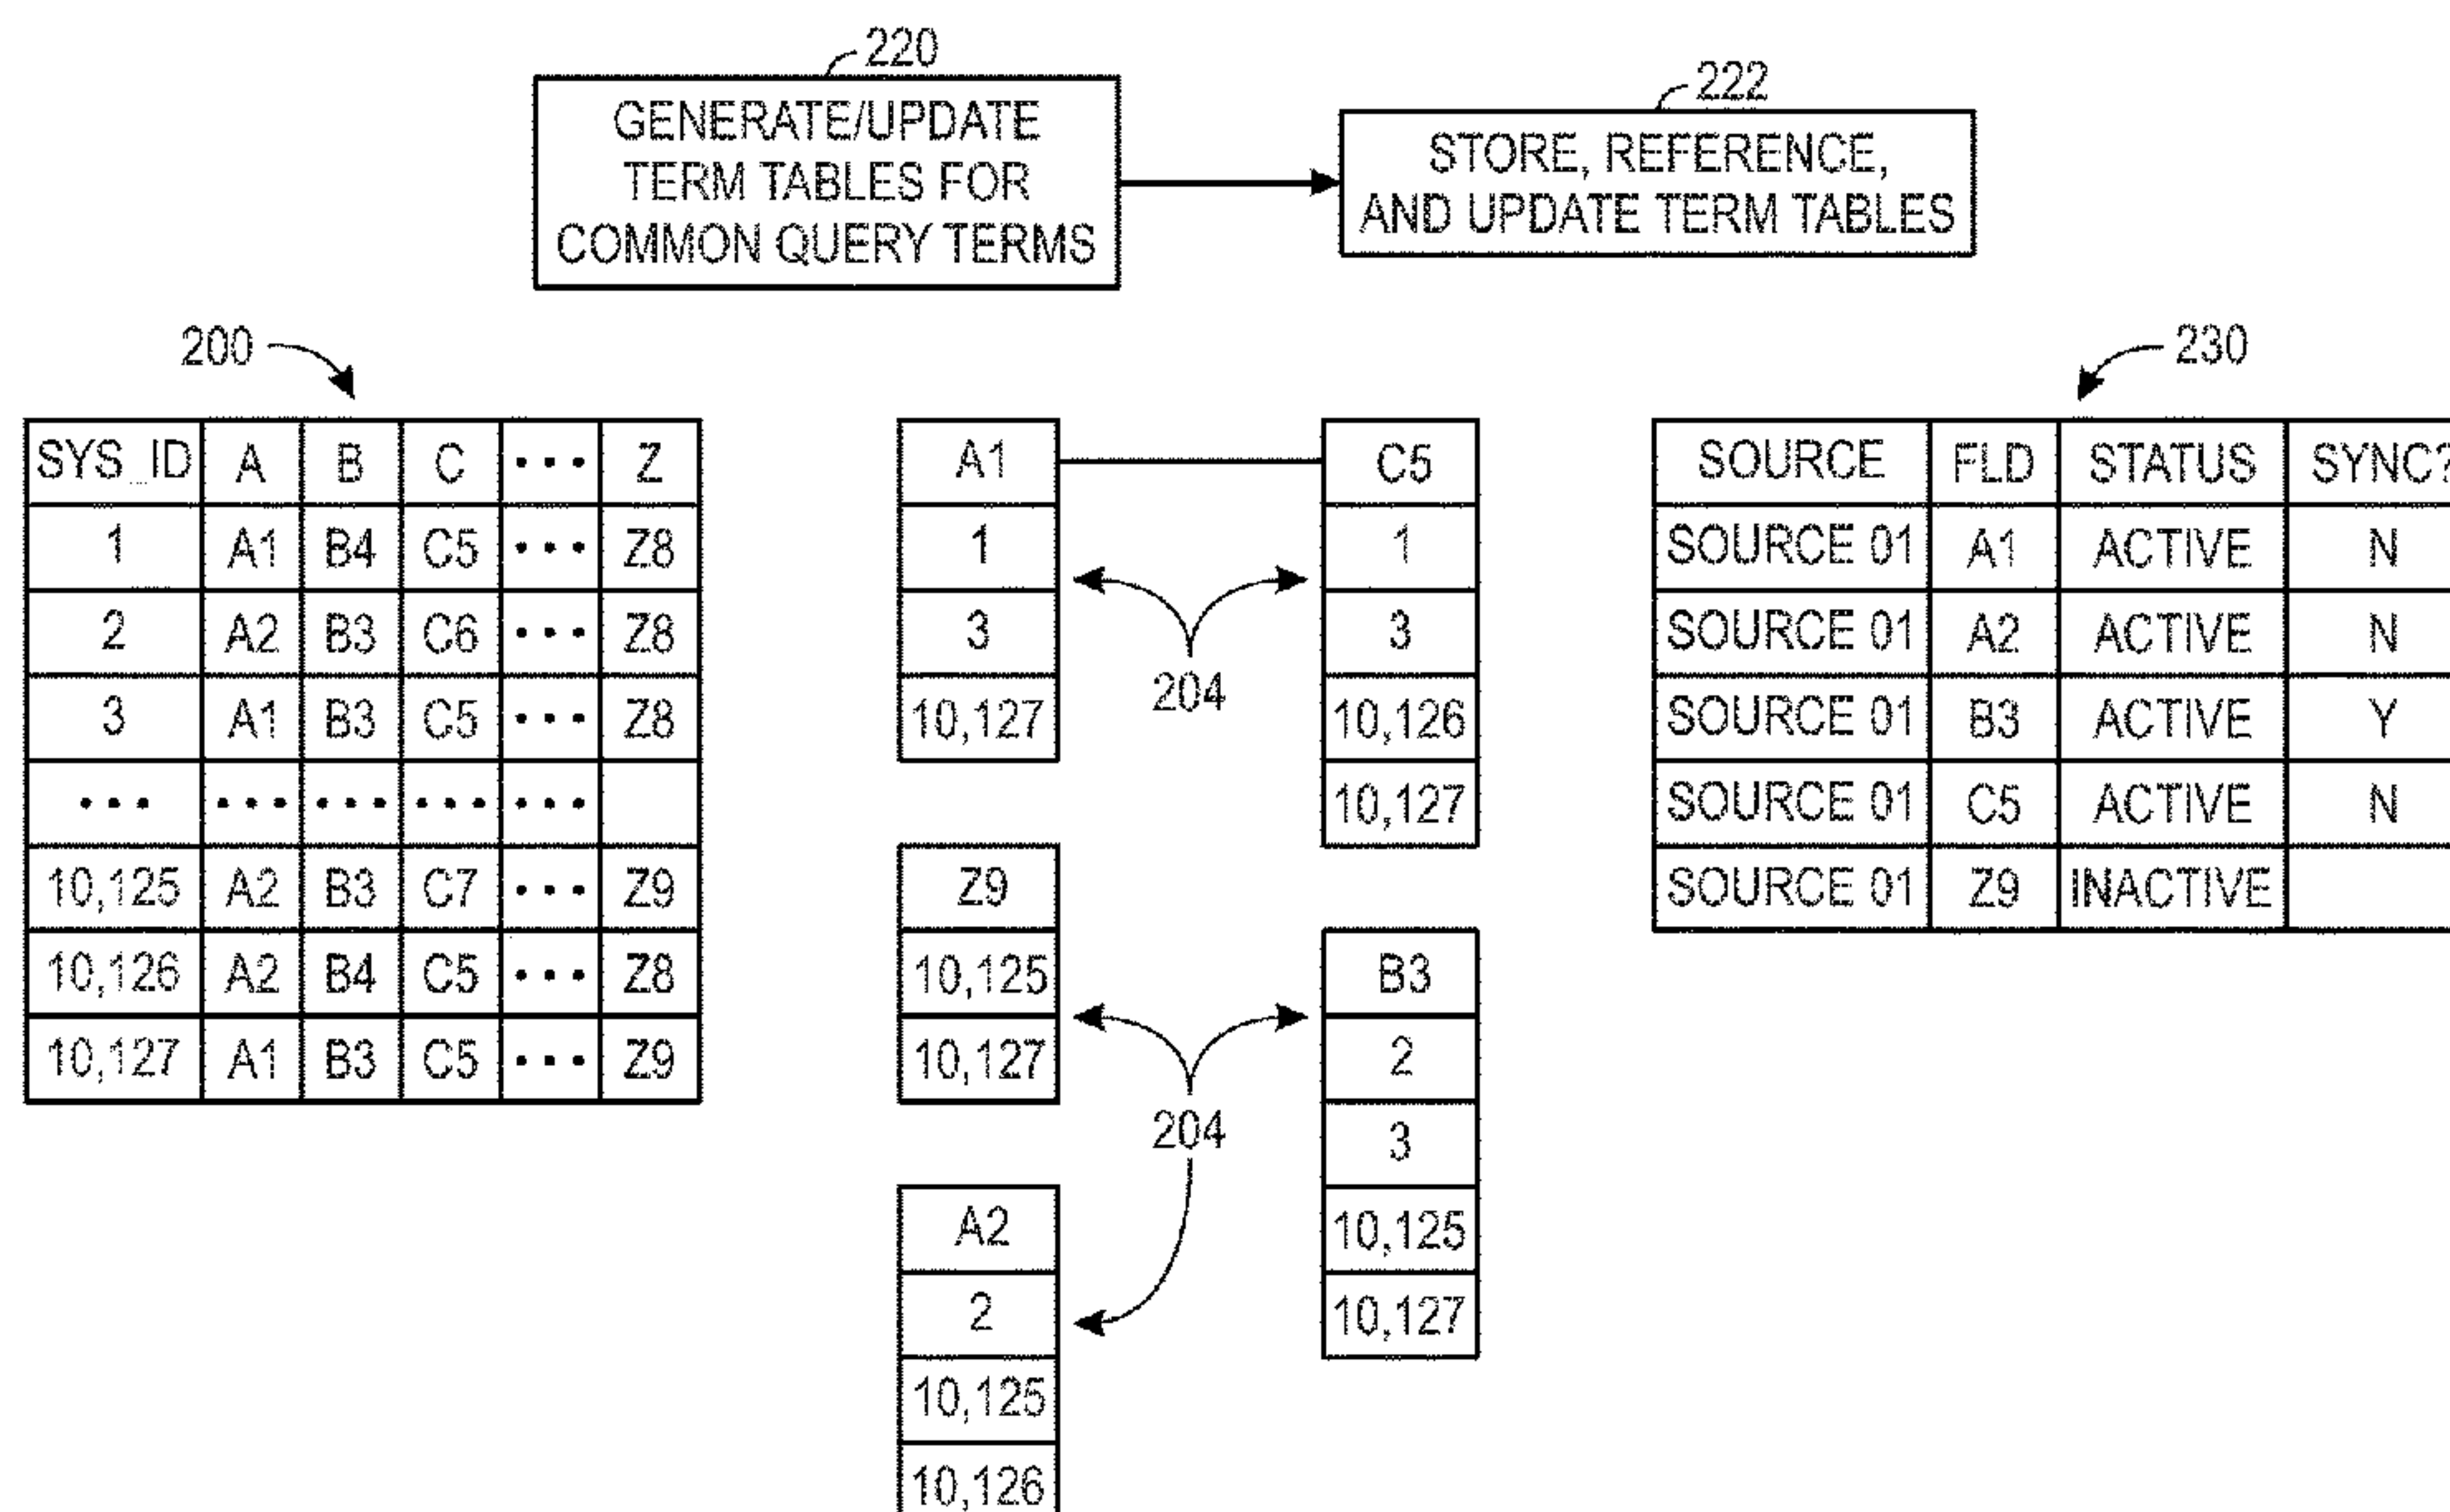 220
GENERATE/UPDATE
TERM TABLES FOR
COMMON QUERY TERMS
222
STORE, REFERENCE,
AND UPDATE TERM TABLES
200
SYS_ID A B C ••• Z
1 A1 B4 C5 ••• Z8
2 A2 B3 C6 ••• Z8
3 A1 B3 C5 ••• Z8
••• ••• ••• ••• •••
10,125 A2 B3 C7 ••• Z9
10,126 A2 B4 C5 ••• Z8
10,127 A1 B3 C5 ••• Z9
A1
1
3
10,127
C5
1
3
10,126
10,127
204
Z9
10,125
10,127
B3
2
3
10,125
10,127
204
A2
2
10,125
10,126
230
SOURCE FLD STATUS SYNC?
SOURCE 01 A1 ACTIVE N
SOURCE 01 A2 ACTIVE N
SOURCE 01 B3 ACTIVE Y
SOURCE 01 C5 ACTIVE N
SOURCE 01 Z9 INACTIVE